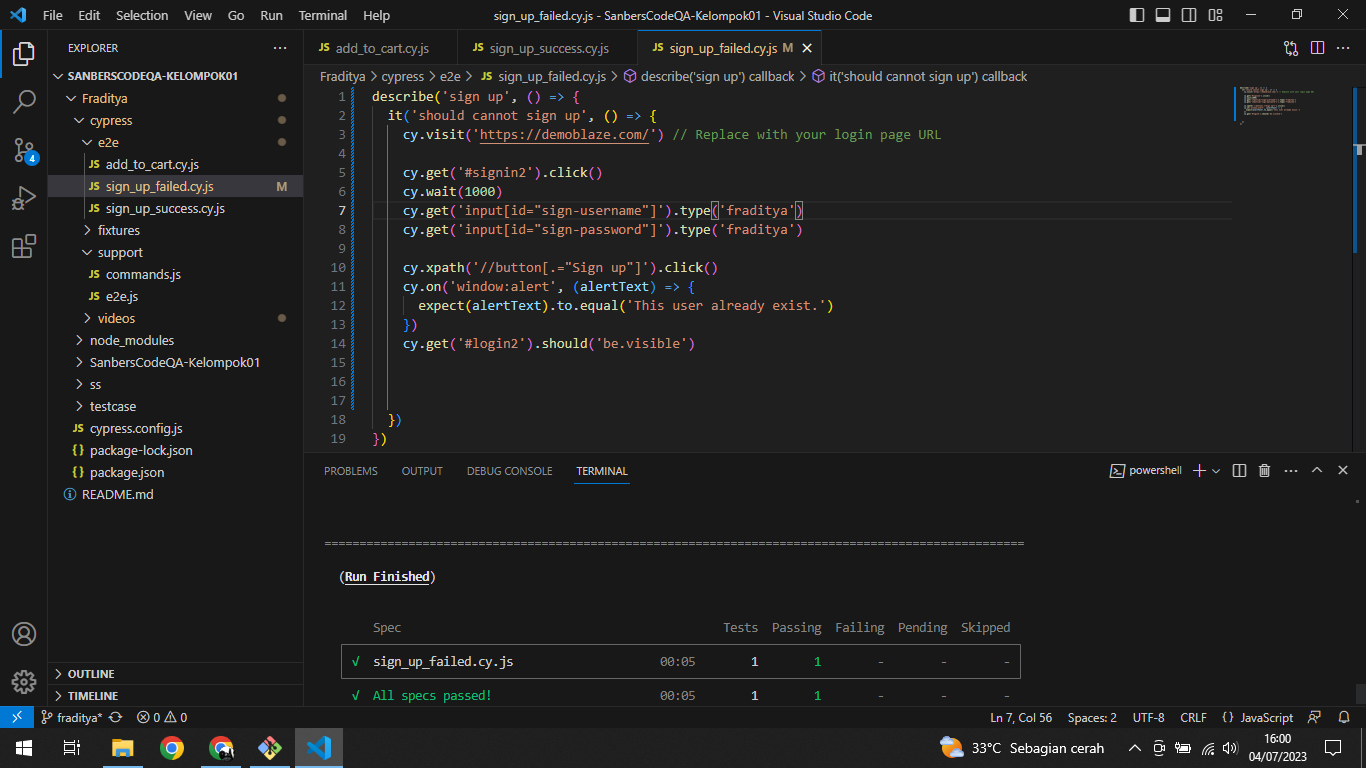 File Edit Selection View Go Run Terminal Help sign_up_failed.cy.js - SanbersCodeQA-Kelompok01 - Visual Studio Code
EXPLORER
SANBERSCODEQA-KELOMPOK01
Fraditya
cypress
e2e
JS add_to_cart.cy.js
JS sign_up_failed.cy.js M
JS sign_up_success.cy.js
fixtures
support
JS commands.js
JS e2e.js
videos
node_modules
SanbersCodeQA-Kelompok01
ss
testcase
JS cypress.config.js
{} package-lock.json
{} package.json
README.md
OUTLINE
TIMELINE
4
JS add_to_cart.cy.js JS sign_up_success.cy.js JS sign_up_failed.cy.js M
Fraditya > cypress > e2e > JS sign_up_failed.cy.js > describe('sign up') callback > it('should cannot sign up') callback
1 describe('sign up', () => {
2 it('should cannot sign up', () => {
3 cy.visit('https://demoblaze.com/') // Replace with your login page URL
4
5 cy.get('#signin2').click()
6 cy.wait(1000)
7 cy.get('input[id="sign-username"]').type('fraditya')
8 cy.get('input[id="sign-password"]').type('fraditya')
9
10 cy.xpath('//button[.="Sign up"]').click()
11 cy.on('window:alert', (alertText) => {
12 expect(alertText).to.equal('This user already exist.')
13 })
14 cy.get('#login2').should('be.visible')
15
16
17
18 })
19 })
PROBLEMS OUTPUT DEBUG CONSOLE TERMINAL powershell
(Run Finished)
Spec Tests Passing Failing Pending Skipped
√ sign_up_failed.cy.js 00:05 1 1 - - -
√ All specs passed! 00:05 1 1 - - -
fraditya* 0 0 Ln 7, Col 56 Spaces: 2 UTF-8 CRLF {} JavaScript
33°C Sebagian cerah 16:00
04/07/2023